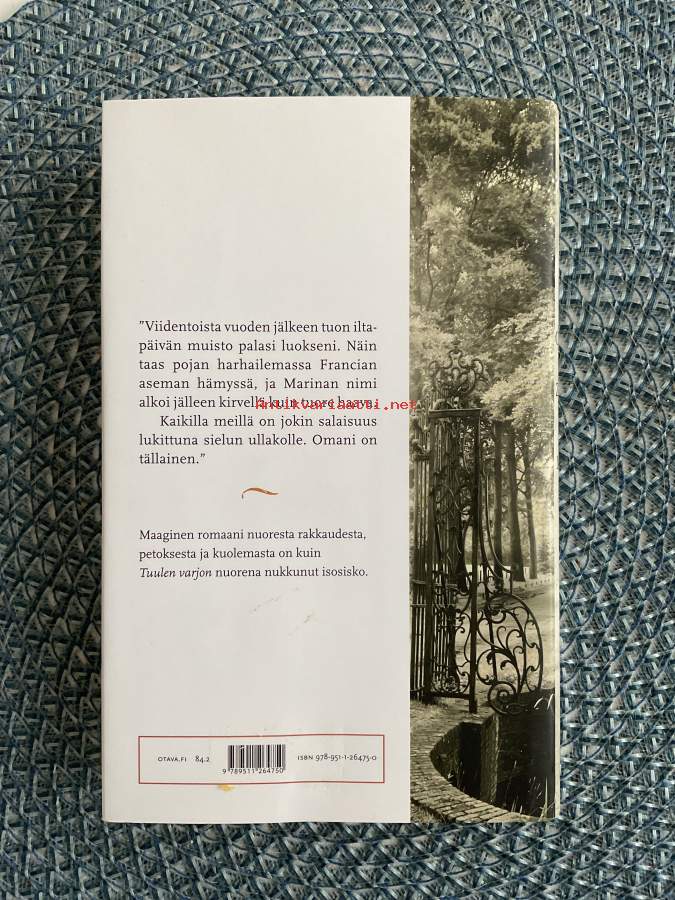 ”Viidentoista vuoden jälkeen tuon ilta-
päivän muisto palasi luokseni. Näin
taas pojan harhailemassa Francian
aseman hämyssä, ja Marinan nimi
alkoi jälleen kirvellä kuin tuore haava.
Antikvariaatti.net
Kaikilla meillä on jokin salaisuus
lukittuna sielun ullakolle. Omani on
tällainen.”
Maaginen romaani nuoresta rakkaudesta,
petoksesta ja kuolemasta on kuin
Tuulen varjon nuorena nukkunut isosisko.
OTAVA.FI 84.2 ISBN 978-951-1-26475-0
9 789511 264750